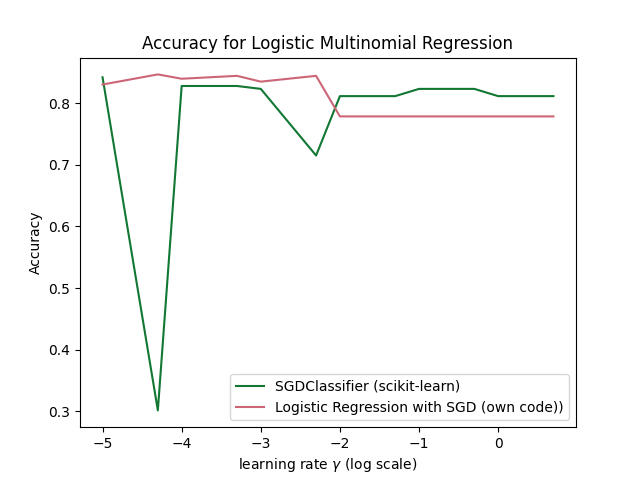 Accuracy for Logistic Multinomial Regression
Accuracy
0.8
0.7
0.6
0.5
0.4
0.3
SGDClassifier (scikit-learn)
Logistic Regression with SGD (own code))
−5
−4
−3
−2
−1
0
learning rate γ (log scale)